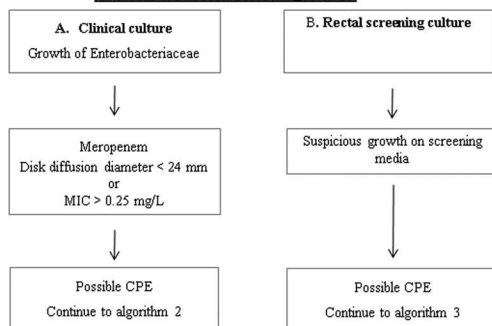 A. Clinical culture
Growth of Enterobacteriaceae
Meropenem
Disk diffusion diameter < 24 mm
or
MIC > 0.25 mg/L
Possible CPE
Continue to algorithm 2
B. Rectal screening culture
Suspicious growth on screening
media
Possible CPE
Continue to algorithm 3